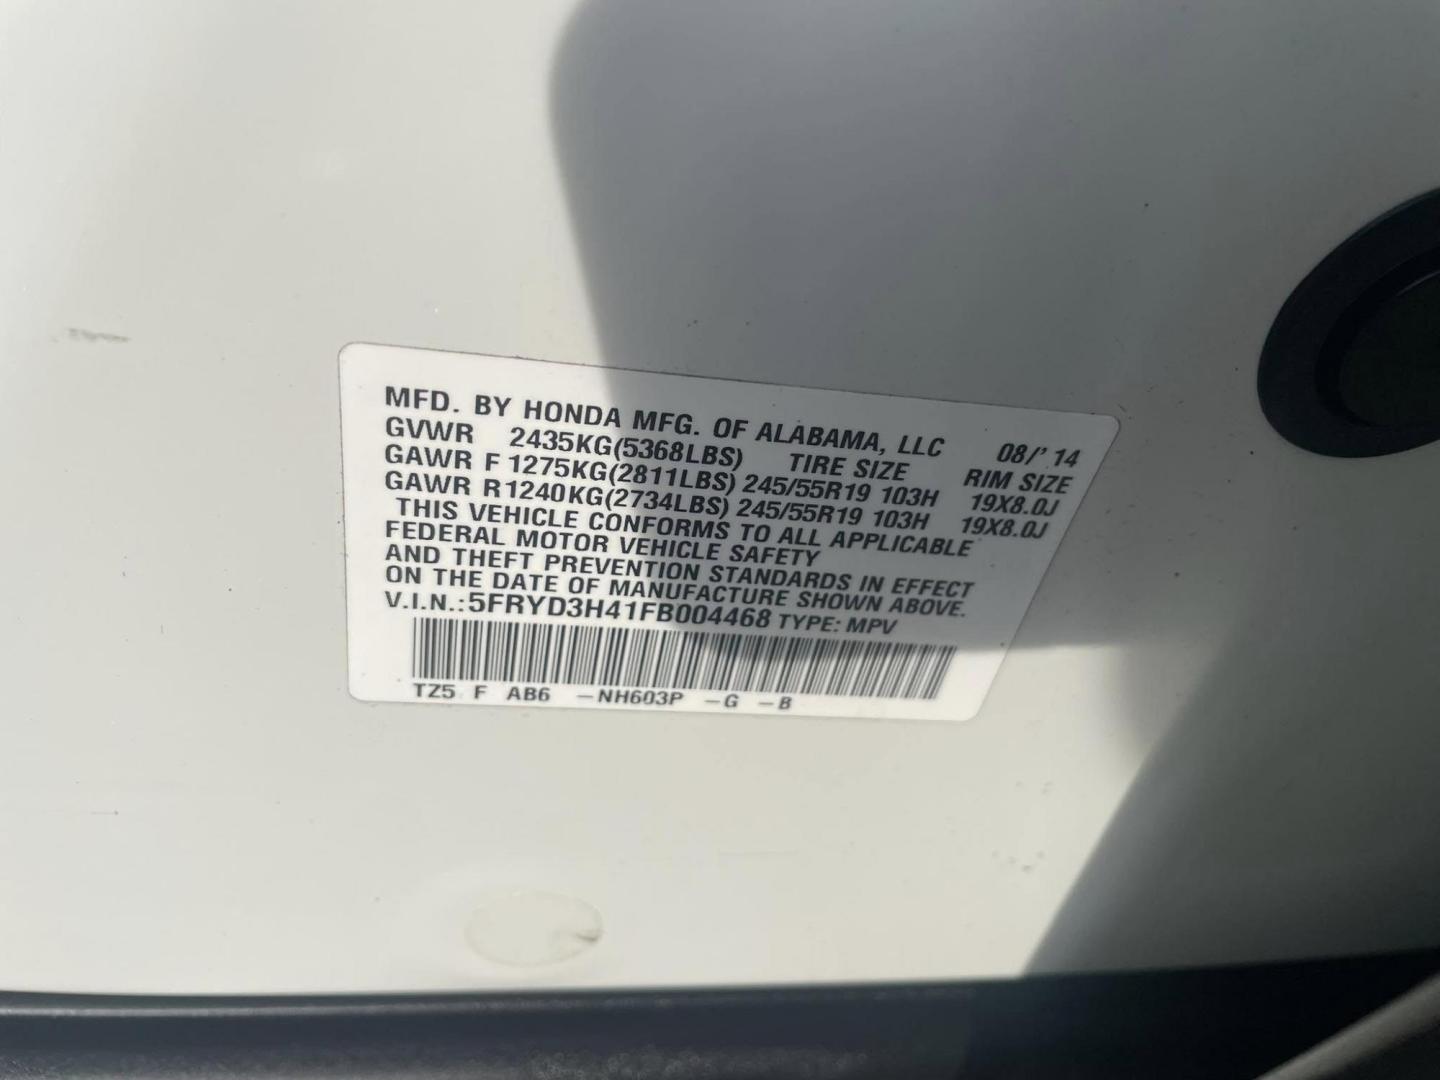 MFD. BY HONDA MFG. OF ALABAMA, LLC 08/' 14
GVWR 2435KG(5368LBS) TIRE SIZE RIM SIZE
GAWR F 1275KG(2811LBS) 245/55R19 103H 19X8.0J
GAWR R1240KG(2734LBS) 245/55R19 103H 19X8.0J
THIS VEHICLE CONFORMS TO ALL APPLICABLE
FEDERAL MOTOR VEHICLE SAFETY
AND THEFT PREVENTION STANDARDS IN EFFECT
ON THE DATE OF MANUFACTURE SHOWN ABOVE.
V.I.N.: 5FRYD3H41FB004468 TYPE: MPV
TZ5 F AB6 -NH603P -G -B